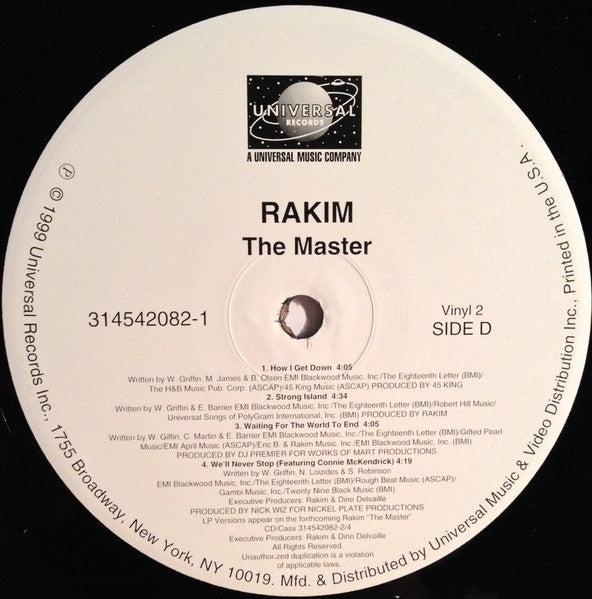 UNIVERSAL
RECORDS
A UNIVERSAL MUSIC COMPANY
RAKIM
The Master
314542082-1
Vinyl 2
SIDE D
1. How I Get Down 4:05
Written by W. Griffin, M. James & B. Olsen EMI Blackwood Music, Inc./The Eighteenth Letter (BMI)/
The H&B Music Pub. Corp. (ASCAP)/45 King Music (ASCAP) PRODUCED BY 45 KING
2. Strong Island 4:34
Written by W. Griffin & E. Barrier EMI Blackwood Music, Inc./The Eighteenth Letter (BMI)/Robert Hill Music/
Universal Songs of PolyGram International, Inc. (BMI) PRODUCED BY RAKIM
3. Waiting For The World To End 4:05
Written by W. Giffin, C. Martin & E. Barrier EMI Blackwood Music, Inc./The Eighteenth Letter (BMI)/Gifted Pearl
Music/EMI April Music (ASCAP)/Eric B. & Rakim Music, Inc./EMI Blackwood Music, Inc. (BMI)
PRODUCED BY DJ PREMIER FOR WORKS OF MART PRODUCTIONS
4. We'll Never Stop (Featuring Connie McKendrick) 4:19
Written by W. Griffin, N. Loizides & S. Robinson
EMI Blackwood Music, Inc./The Eighteenth Letter (BMI)/Rough Beat Music (ASCAP)/
Gambi Music, Inc./Twenty Nine Black Music (BMI)
Executive Producers: Rakim & Dino Delvaille
PRODUCED BY NICK WIZ FOR NICKEL PLATE PRODUCTIONS
LP Versions appear on the forthcoming Rakim "The Master"
CD/Cass 314542082-2/4
Executive Producers: Rakim & Dino Delvaille
All Rights Reserved
Unauthorized duplication is a violation
of applicable laws.
℗ © 1999 Universal Records Inc., 1755 Broadway, New York, NY 10019. Mfd. & Distributed by Universal Music & Video Distribution Inc., Printed in the U.S.A.